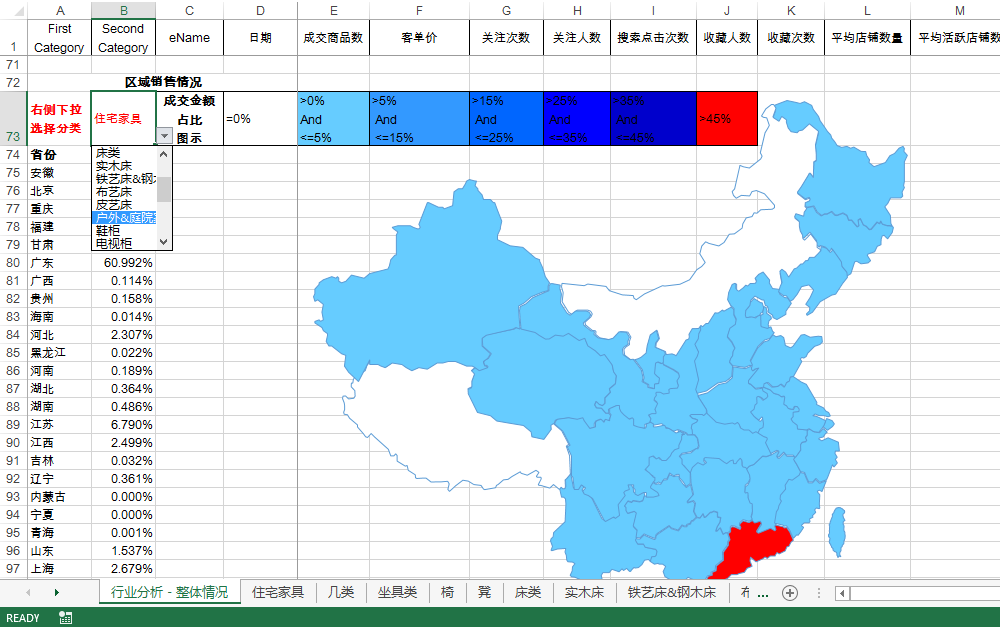 A B C D E F G H I J K L M
1 First Category Second Category eName 日期 成交商品数 客单价 关注次数 关注人数 搜索点击次数 收藏人数 收藏次数 平均店铺数量 平均活跃店铺
71
72 区域销售情况
73 右侧下拉选择分类 住宅家具 成交金额占比图示 =0% >0% And <=5% >5% And <=15% >15% And <=25% >25% And <=35% >35% And <=45% >45%
74 省份 床类
实木床
75 安徽 铁艺床&钢
76 北京 布艺床
77 重庆 皮艺床
户外&庭院
78 福建 鞋柜
79 甘肃 电视柜
80 广东 60.992%
81 广西 0.114%
82 贵州 0.158%
83 海南 0.014%
84 河北 2.307%
85 黑龙江 0.022%
86 河南 0.189%
87 湖北 0.364%
88 湖南 0.486%
89 江苏 6.790%
90 江西 2.499%
91 吉林 0.032%
92 辽宁 0.361%
93 内蒙古 0.000%
94 宁夏 0.000%
95 青海 0.001%
96 山东 1.537%
97 上海 2.679%
行业分析 - 整体情况 住宅家具 几类 坐具类 椅 凳 床类 实木床 铁艺床&钢木床 ...
READY